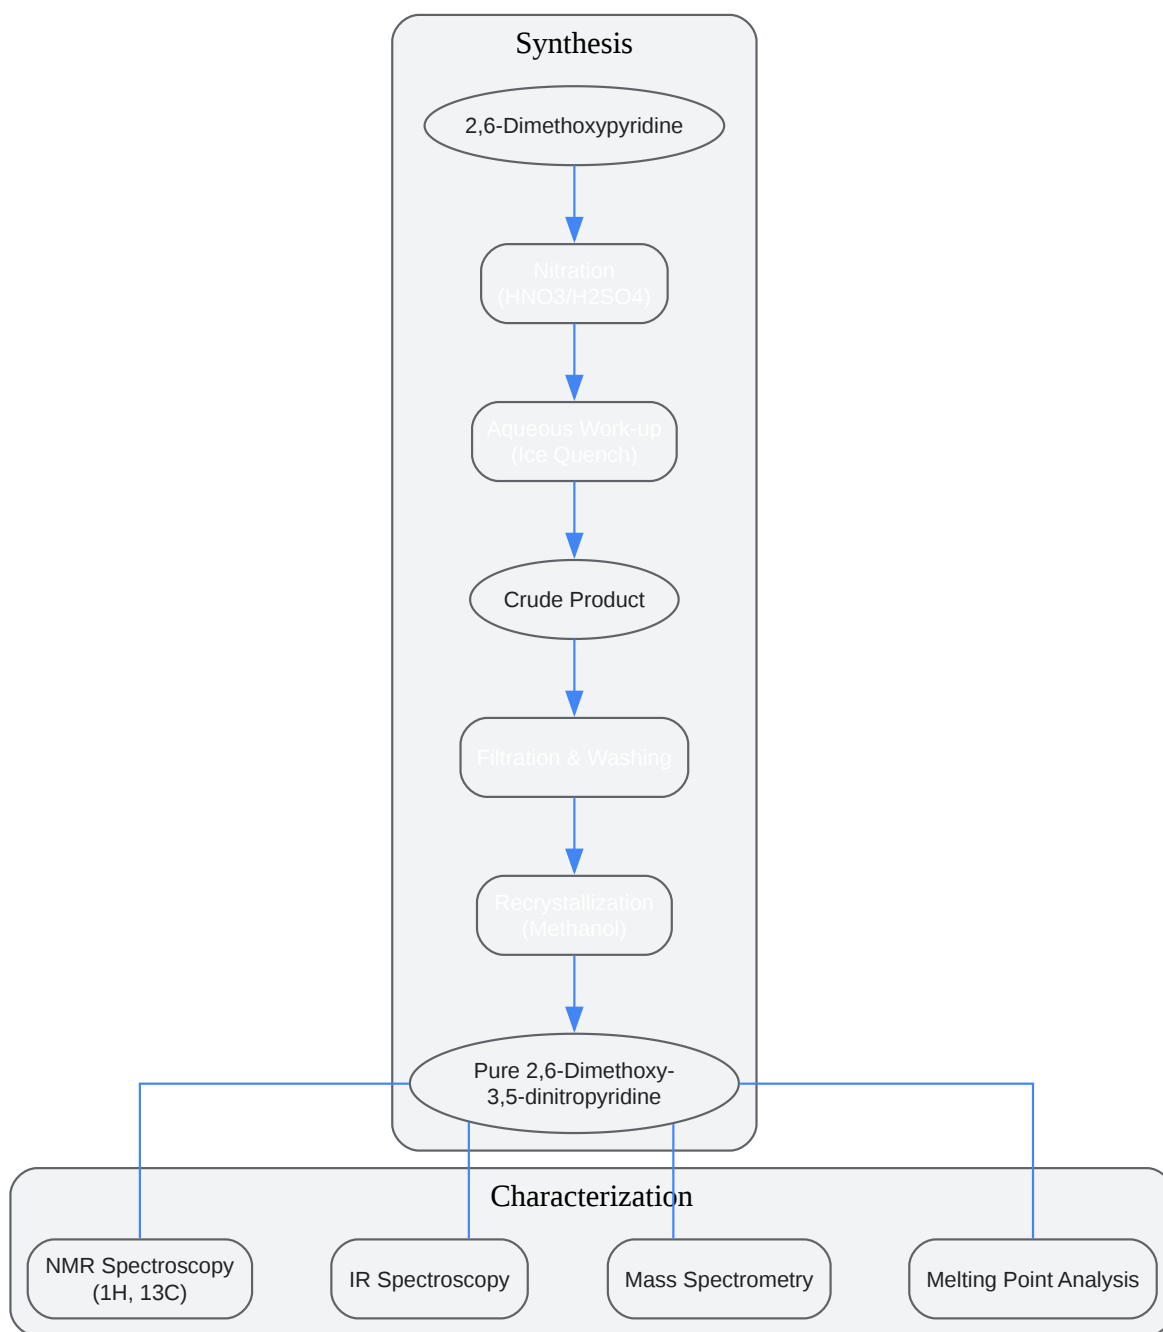 Synthesis
2,6-Dimethoxypyridine
Nitration
(HNO3/H2SO4)
Aqueous Work-up
(Ice Quench)
Crude Product
Filtration & Washing
Recrystallization
(Methanol)
Pure 2,6-Dimethoxy-
3,5-dinitropyridine
Characterization
NMR Spectroscopy
(1H, 13C)
IR Spectroscopy
Mass Spectrometry
Melting Point Analysis